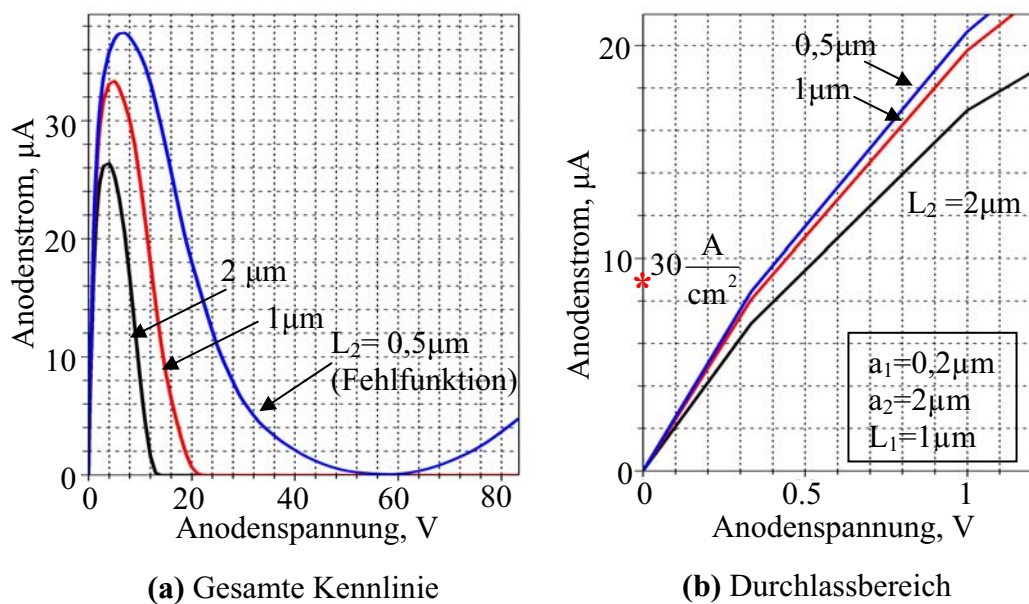 Anodenstrom, µA
30
20
10
0
0
20
40
60
80
2 µm
1µm
L₂= 0,5µm
(Fehlfunktion)
Anodenspannung, V
(a) Gesamte Kennlinie
Anodenstrom, µA
20
10
0
0
0.5
1
0,5µm
1µm
L₂ =2µm
*30 A/cm²
a₁=0,2µm
a₂=2µm
L₁=1µm
Anodenspannung, V
(b) Durchlassbereich